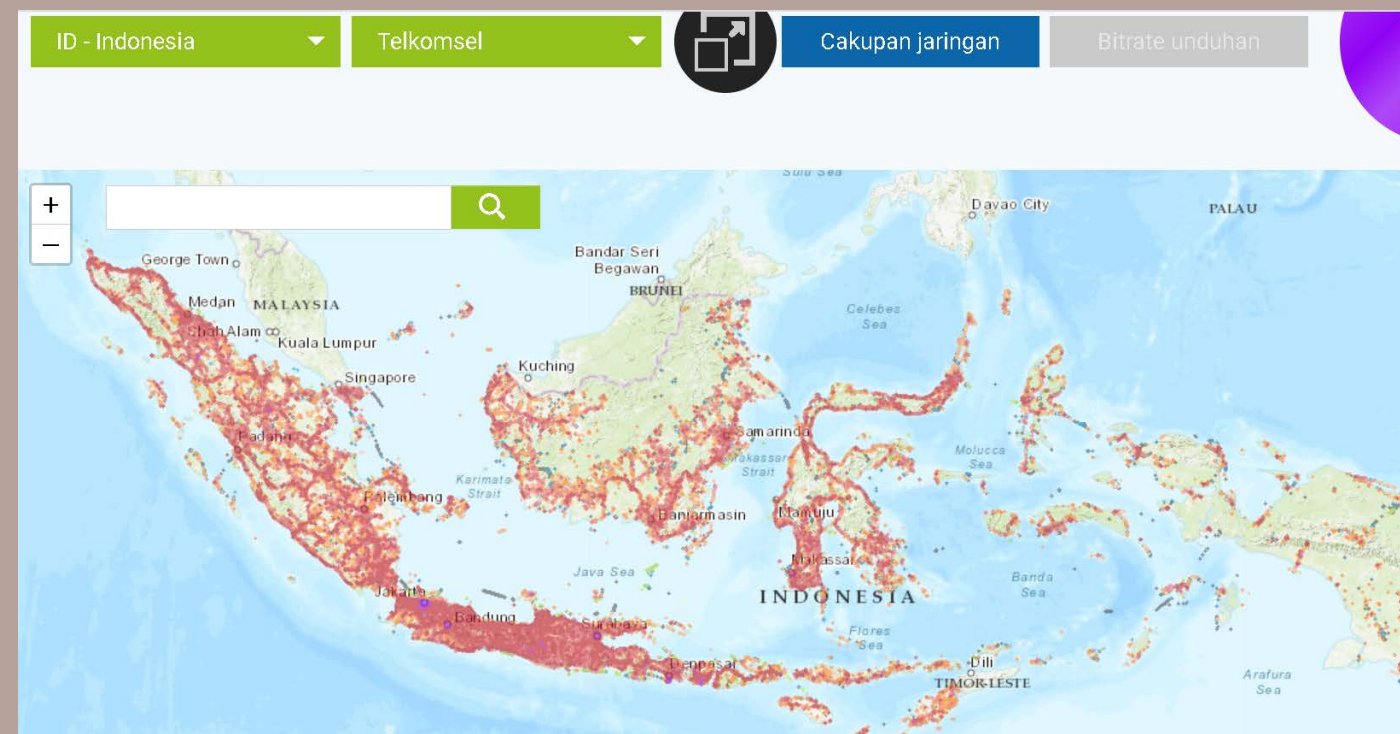 ID - Indonesia
Telkomsel
Cakupan jaringan
Bitrate unduhan
Sulu Sea
+
–
Davao City
PALAU
George Town
Bandar Seri
Begawan
BRUNEI
Medan
MALAYSIA
Celebes
Sea
Shah Alam
Kuala Lumpur
Kuching
Singapore
Padang
Samarinda
Makassar
Strait
Molucca
Sea
Karimata
Strait
Palembang
Banjarmasin
Mamuju
Makassar
Java Sea
Banda
Sea
Jakarta
INDONESIA
Bandung
Surabaya
Flores
Sea
Denpasar
Dili
TIMOR-LESTE
Arafura
Sea